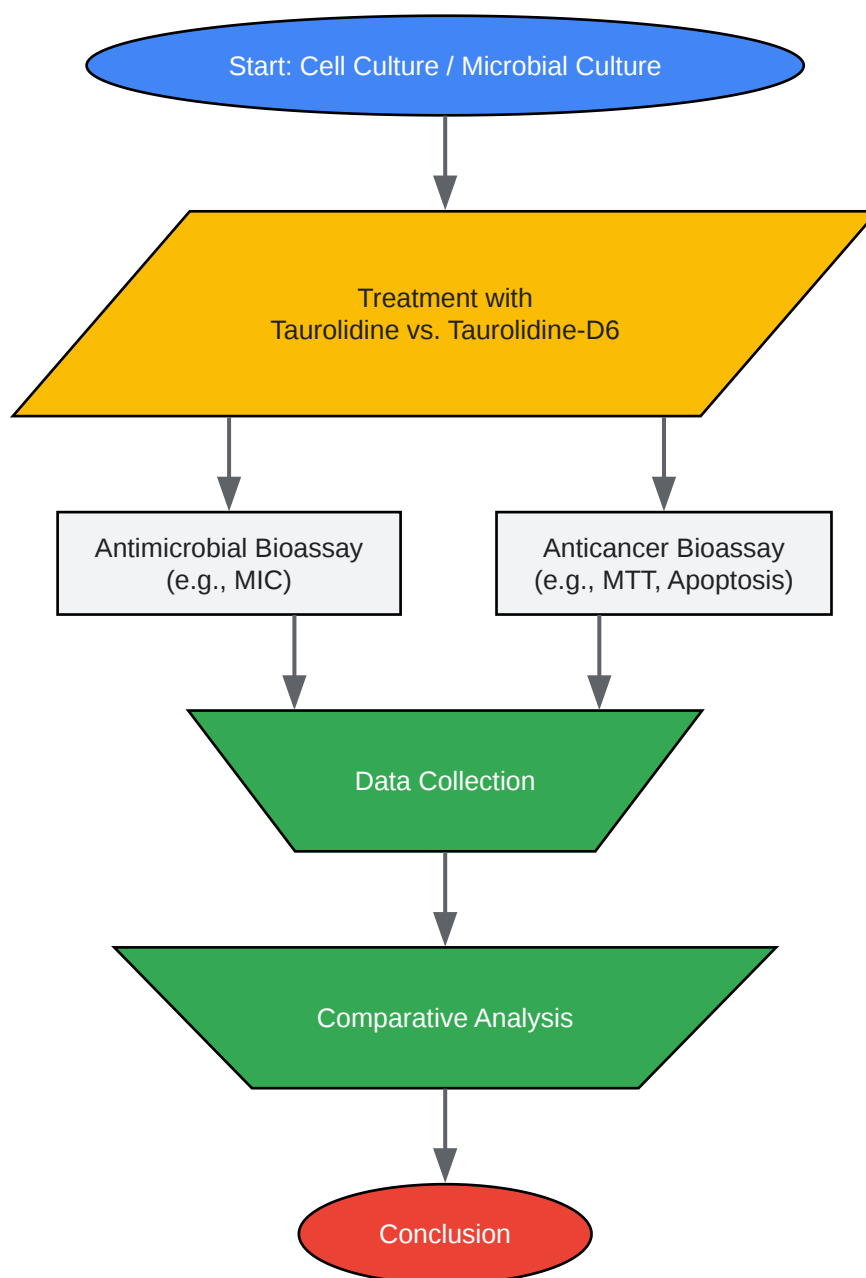 Start: Cell Culture / Microbial Culture
Treatment with
Taurolidine vs. Taurolidine-D6
Antimicrobial Bioassay
(e.g., MIC)
Anticancer Bioassay
(e.g., MTT, Apoptosis)
Data Collection
Comparative Analysis
Conclusion